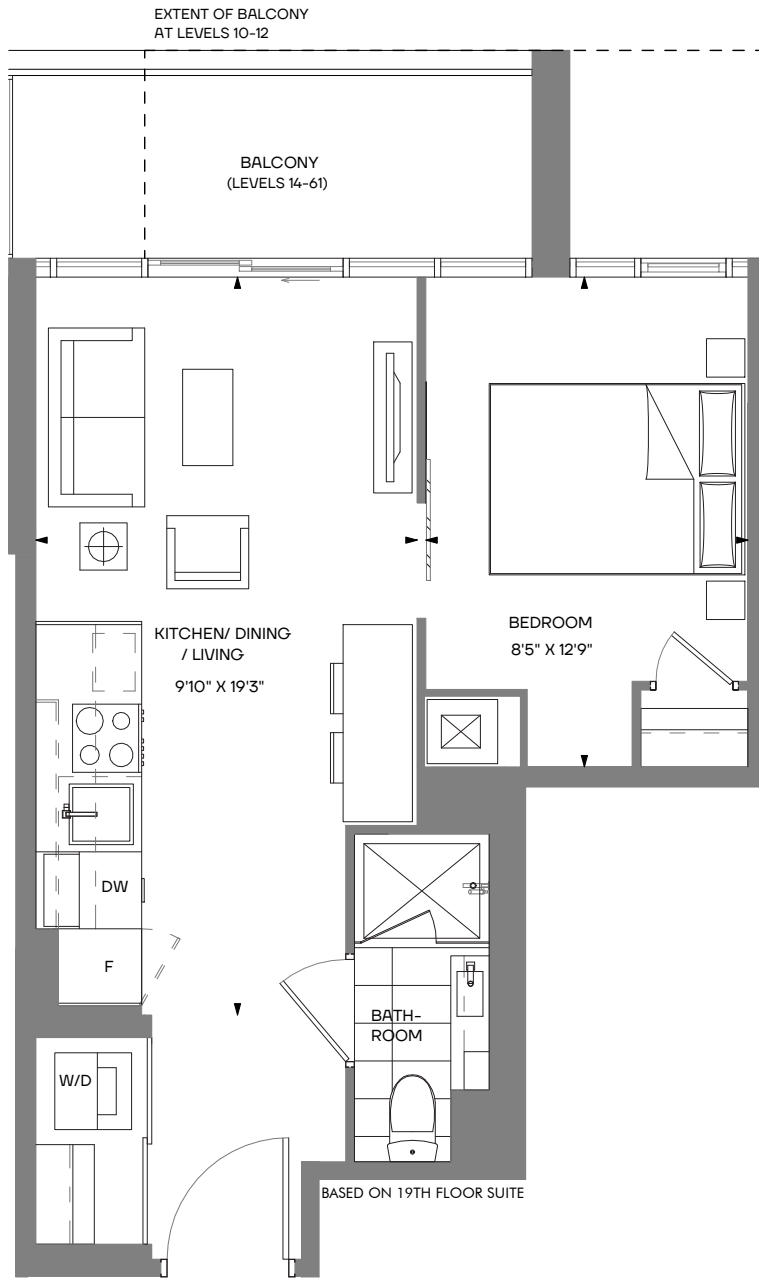 EXTENT OF BALCONY
AT LEVELS 10-12
BALCONY
(LEVELS 14-61)
KITCHEN/ DINING
/ LIVING
9'10" X 19'3"
BEDROOM
8'5" X 12'9"
DW
F
BATH-
ROOM
W/D
BASED ON 19TH FLOOR SUITE